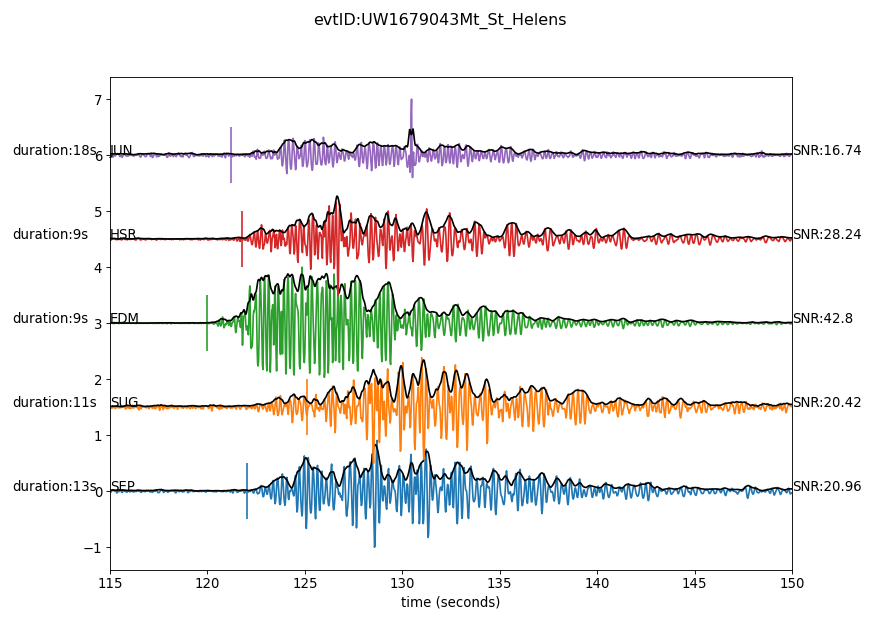 evtID:UW1679043Mt_St_Helens
7
duration:18s JUN SNR:16.74
6
5
duration:9s HSR SNR:28.24
4
duration:9s EDM SNR:42.8
3
2
duration:11s SUG SNR:20.42
1
duration:13s SEP SNR:20.96
0
−1
115 120 125 130 135 140 145 150
time (seconds)